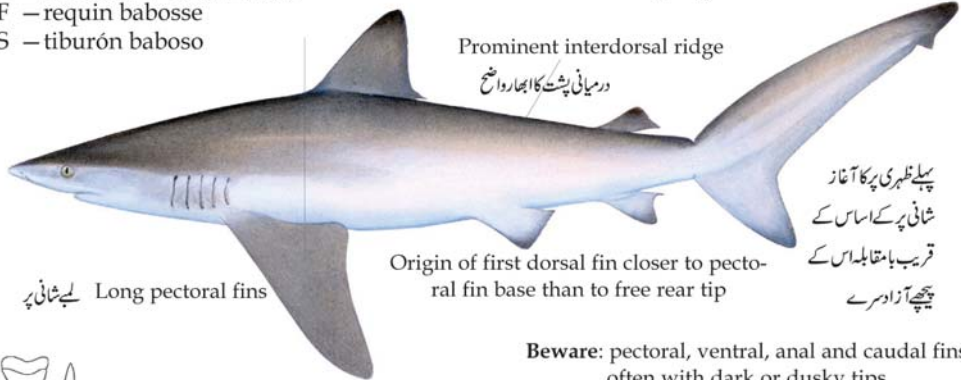 F — requin babosse
S — tiburón baboso
Prominent interdorsal ridge
درمیانی پشت کا ابھار واضح
پہلے ظہری پر کا آغاز
شانی پر کے اساس کے
قریب بامقابلہ اس کے
پیچھے آزاد سرے
Origin of first dorsal fin closer to pecto-
ral fin base than to free rear tip
لمبے شانی پر Long pectoral fins
Beware: pectoral, ventral, anal and caudal fins
often with dark or dusky tips